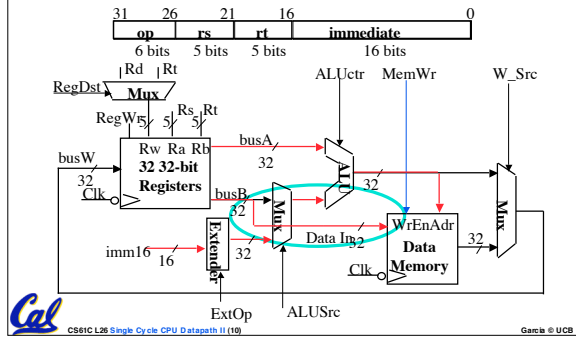 31 26 21 16 0
op rs rt immediate
6 bits 5 bits 5 bits 16 bits
Rd Rt
ALUctr MemWr W_Src
RegDst
Mux
Rs Rt
RegWr 5 5 5
busA
Rw Ra Rb
busW
32
32 32-bit
Registers
32
ALU
32
busB
32
Clk
Mux
WrEnAdr
Mux
Data In
32
Data
Memory
32
imm16
16
Extender
32
Clk
ExtOp ALUSrc
Cal
CS61C L26 Single Cycle CPU Datapath II (10)
Garcia © UCB